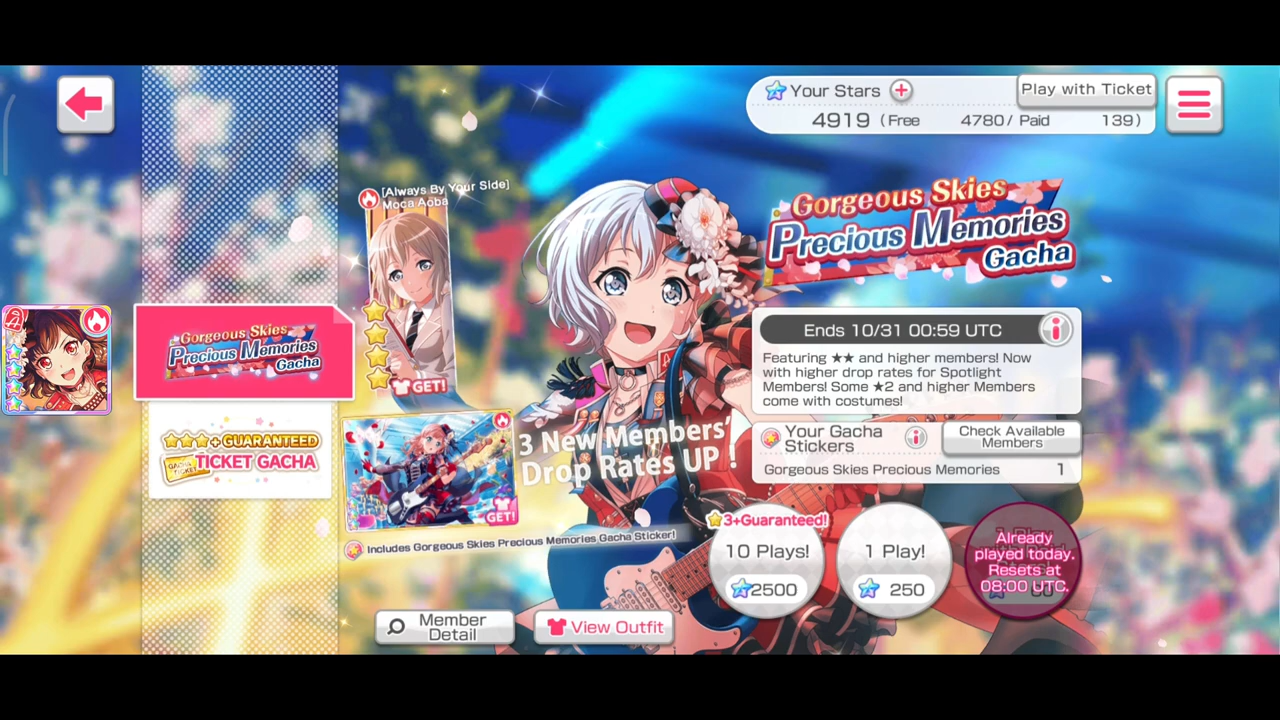 Your Stars
4919 (Free 4780/ Paid 139)
Play with Ticket
[Always By Your Side]
Moca Aoba
GET!
Gorgeous Skies
Precious Memories
Gacha
Ends 10/31 00:59 UTC
Featuring ★★ and higher members! Now
with higher drop rates for Spotlight
Members! Some ★2 and higher Members
come with costumes!
Gorgeous Skies
Precious Memories
Gacha
★★★+GUARANTEED
TICKET GACHA
3 New Members'
Drop Rates UP !
GET!
Includes Gorgeous Skies Precious Memories Gacha Sticker!
Your Gacha
Stickers
Check Available
Members
Gorgeous Skies Precious Memories 1
★3+Guaranteed!!
10 Plays!
2500
1 Play!
250
Already
played today.
Resets at
08:00 UTC.
Member
Detail
View Outfit